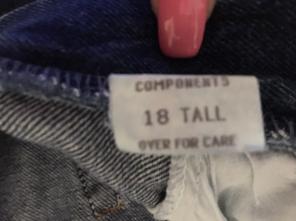 COMPONENTS
18 TALL
OVER FOR CARE